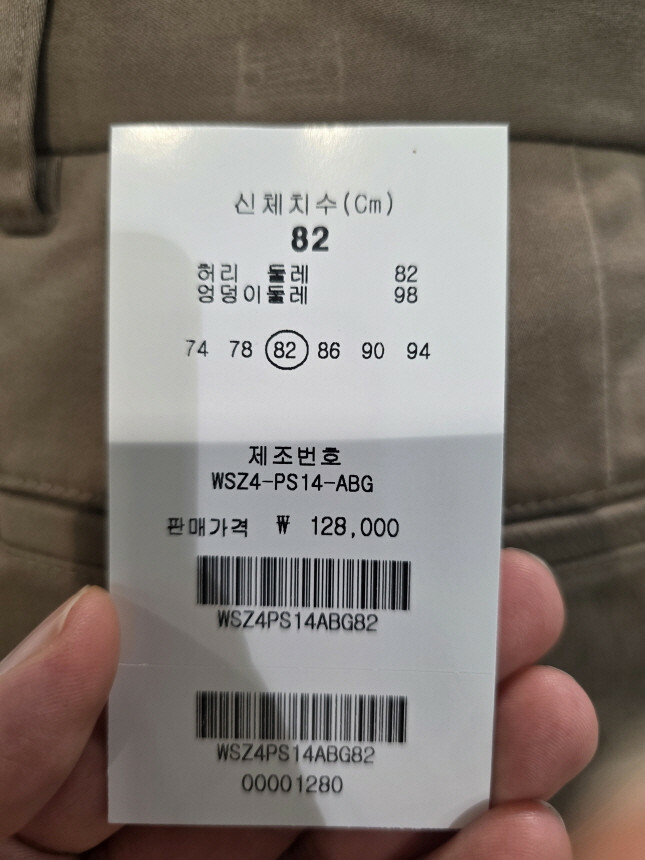 신체치수(Cm)
82
허리 둘레 82
엉덩이둘레 98
74 78 82 86 90 94
제조번호
WSZ4-PS14-ABG
판매가격 ₩ 128,000
WSZ4PS14ABG82
WSZ4PS14ABG82
00001280